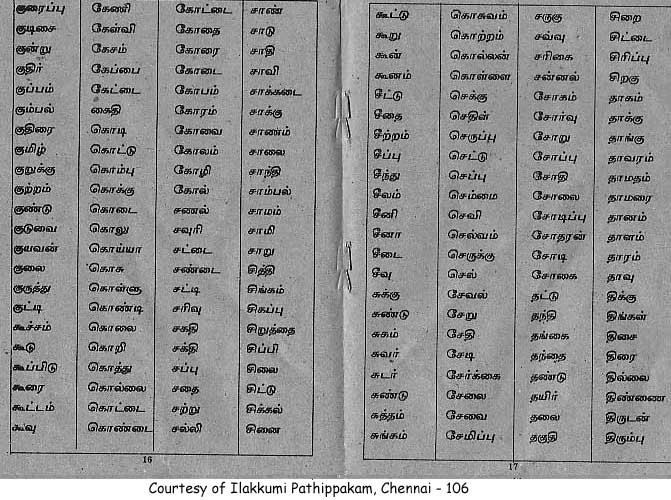 குரைப்பு கேணி கோட்டை சாண்
குடிசை கேள்வி கோதை சாடு
குன்று கேசம் கோரை சாதி
குதிர் கேப்பை கோடை சாவி
குப்பம் கேட்டை கோபம் சாக்கடை
கும்பல் கைதி கோரம் சாக்கு
குதிரை கொடி கோவை சாணம்
குமிழ் கொட்டு கோலம் சாலை
குறுக்கு கொம்பு கோழி சாந்தி
குற்றம் கொக்கு கோல் சாம்பல்
குண்டு கொடை சணல் சாமம்
குடுவை கொலு சவுரி சாமி
குயவன் கொய்யா சட்டை சாறு
குலை கொசு சண்டை சித்தி
குருத்து கொள்ளு சட்டி சிங்கம்
குட்டி கொண்டி சரிவு சிகப்பு
கூச்சம் கொலை சகதி சிறுத்தை
கூடு கொறி சக்தி சிப்பி
கூப்பிடு கொத்து சப்பு சிலை
கூரை கொல்லை சதை சிட்டு
கூட்டம் கொட்டை சற்று சிக்கல்
கூவு கொண்டை சல்லி சினை
16
கூட்டு கொசுவம் சருகு சிறை
கூறு கொற்றம் சவ்வு சிட்டை
கூன் கொல்லன் சரிகை சிரிப்பு
கூனம் கொள்ளை சன்னல் சிறகு
சீட்டு செக்கு சோகம் தாகம்
சீதை செதிள் சோர்வு தாக்கு
சீற்றம் செருப்பு சோறு தாங்கு
சீப்பு செட்டு சோப்பு தாவரம்
சீந்து செப்பு சோதி தாமதம்
சீலம் செம்மை சோலை தாமரை
சீனி செவி சோடிப்பு தானம்
சீனா செல்வம் சோதரன் தாளம்
சீடை செருக்கு சோடி தாரம்
சீவு செல் சோகை தாவு
சுக்கு சேவல் தட்டு திக்கு
சுண்டு சேறு தந்தி திங்கள்
சுகம் சேதி தங்கை திசை
சுவர் சேடி தந்தை திரை
சுடர் சேர்க்கை தண்டு தில்லை
சுண்டு சேலை தயிர் திண்ணை
சுத்தம் சேவை தலை திருடன்
சுங்கம் சேமிப்பு தகுதி திரும்பு
17
Courtesy of Ilakkumi Pathippakam, Chennai - 106